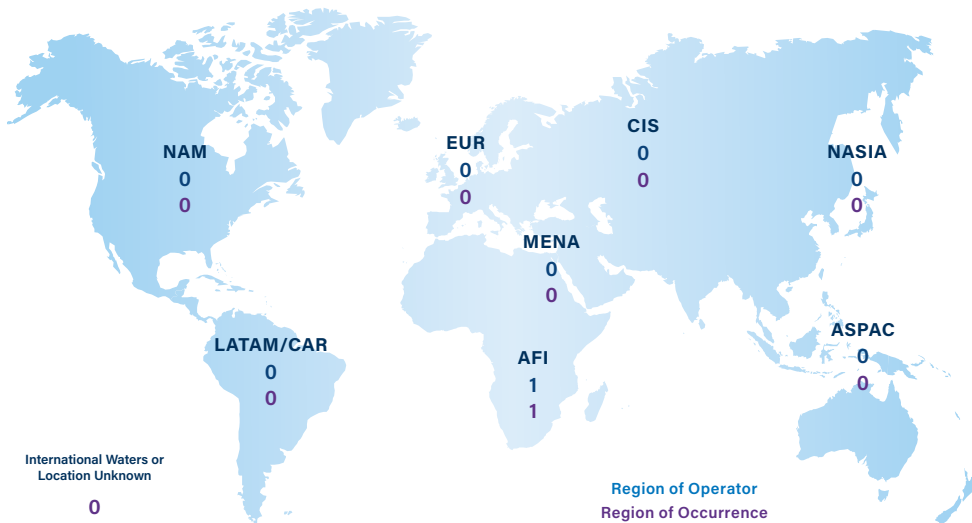 CIS
0
0
EUR
0
0
NAM
0
0
NASIA
0
0
MENA
0
0
ASPAC
0
0
LATAM/CAR
0
0
AFI
1
1
International Waters or
Location Unknown
0
Region of Operator
Region of Occurrence